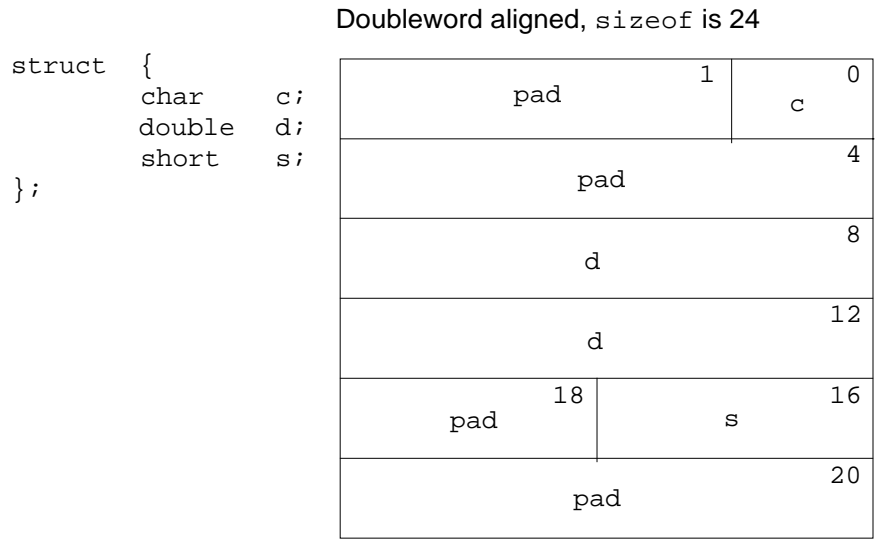 Doubleword aligned, sizeof is 24
struct {
char c;
double d;
short s;
};
1 0
pad c
4
pad
8
d
12
d
18 16
pad s
20
pad